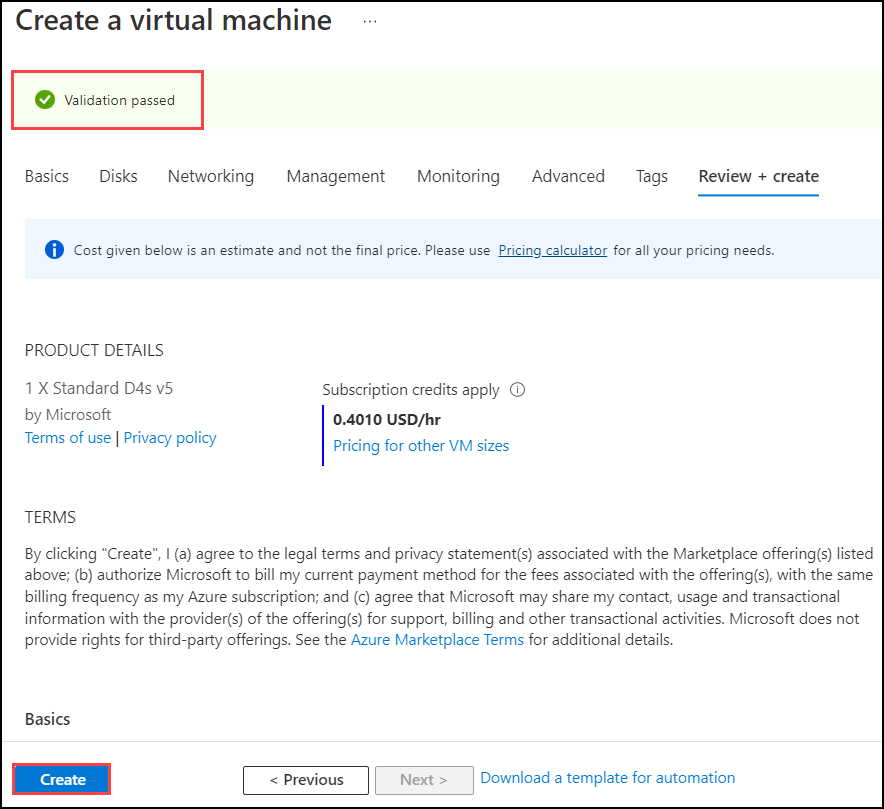 Create a virtual machine ...
Validation passed
Basics Disks Networking Management Monitoring Advanced Tags Review + create
Cost given below is an estimate and not the final price. Please use Pricing calculator for all your pricing needs.
PRODUCT DETAILS
1 X Standard D4s v5
by Microsoft
Terms of use | Privacy policy
Subscription credits apply
0.4010 USD/hr
Pricing for other VM sizes
TERMS
By clicking "Create", I (a) agree to the legal terms and privacy statement(s) associated with the Marketplace offering(s) listed
above; (b) authorize Microsoft to bill my current payment method for the fees associated with the offering(s), with the same
billing frequency as my Azure subscription; and (c) agree that Microsoft may share my contact, usage and transactional
information with the provider(s) of the offering(s) for support, billing and other transactional activities. Microsoft does not
provide rights for third-party offerings. See the Azure Marketplace Terms for additional details.
Basics
Create < Previous Next > Download a template for automation